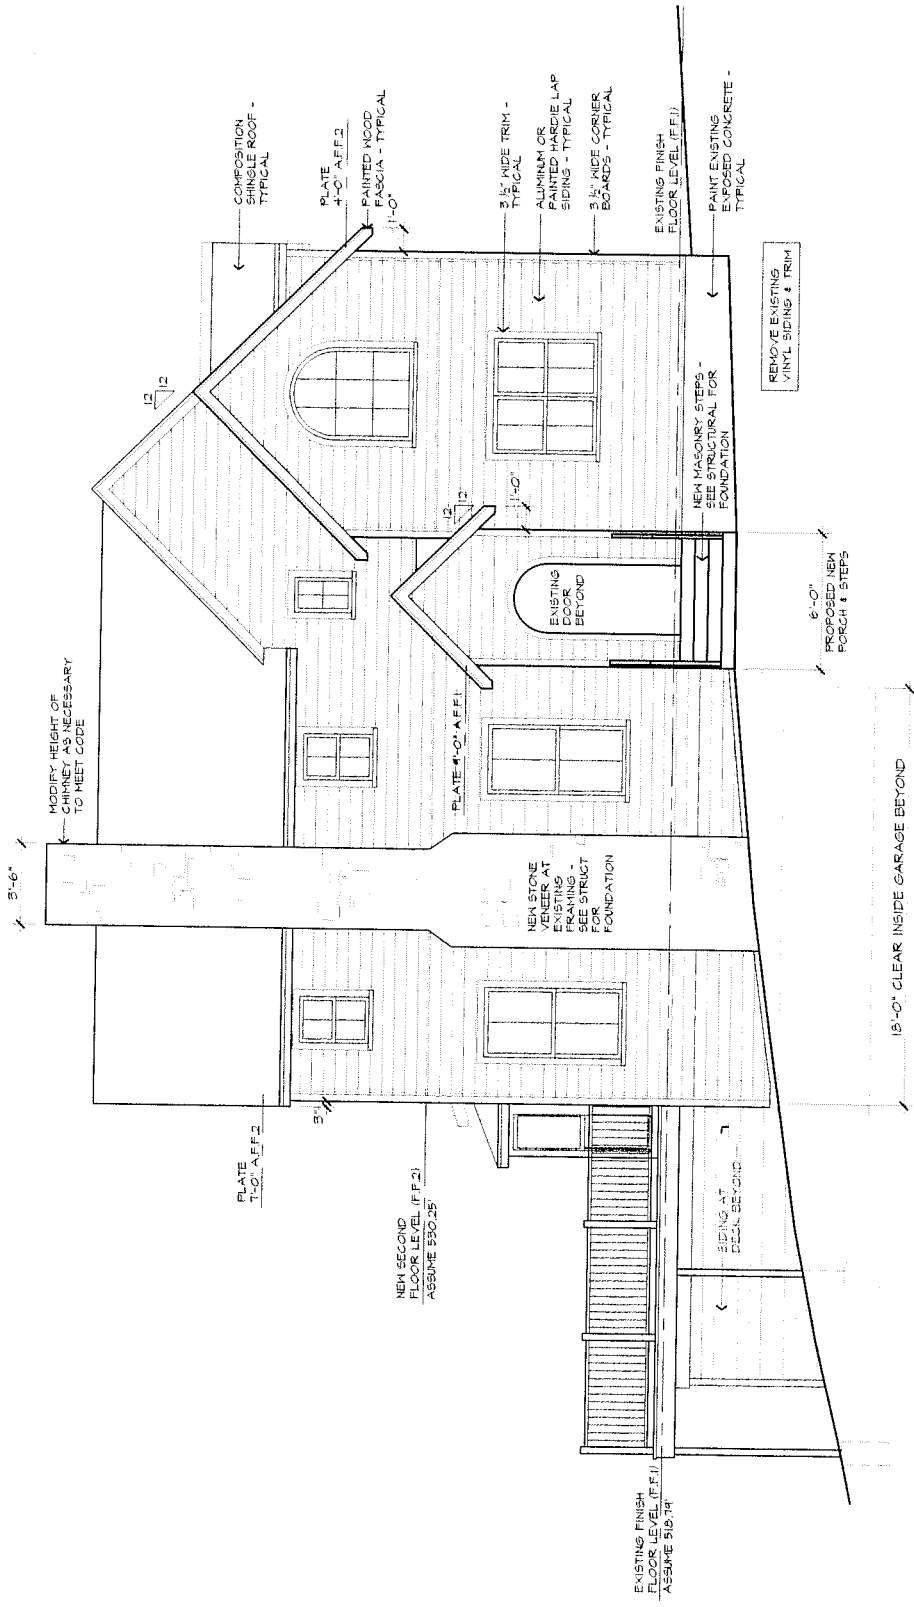 MODIFY HEIGHT OF
CHIMNEY AS NECESSARY
TO MEET CODE
3'-6"
COMPOSITION
SHINGLE ROOF -
TYPICAL
12
12
PLATE
4'-0" A.F.F.2
PAINTED WOOD
FASCIA - TYPICAL
1'-0"
PLATE
7'-0" A.F.F.2
3"
NEW SECOND
FLOOR LEVEL (F.F.2)
ASSUME 530.25'
PLATE 9'-0" A.F.F.1
12
12
1'-0"
3 ½" WIDE TRIM -
TYPICAL
ALUMINUM OR
PAINTED HARDIE LAP
SIDING - TYPICAL
3 ½" WIDE CORNER
BOARDS - TYPICAL
NEW STONE
VENEER AT
EXISTING
FRAMING -
SEE STRUCT
FOR
FOUNDATION
EXISTING
DOOR
BEYOND
EXISTING FINISH
FLOOR LEVEL (F.F.1)
EXISTING FINISH
FLOOR LEVEL (F.F.1)
ASSUME 518.79'
SIDING AT
DECK BEYOND
NEW MASONRY STEPS -
SEE STRUCTURAL FOR
FOUNDATION
PAINT EXISTING
EXPOSED CONCRETE -
TYPICAL
REMOVE EXISTING
VINYL SIDING & TRIM
6'-0"
PROPOSED NEW
PORCH & STEPS
18'-0" CLEAR INSIDE GARAGE BEYOND